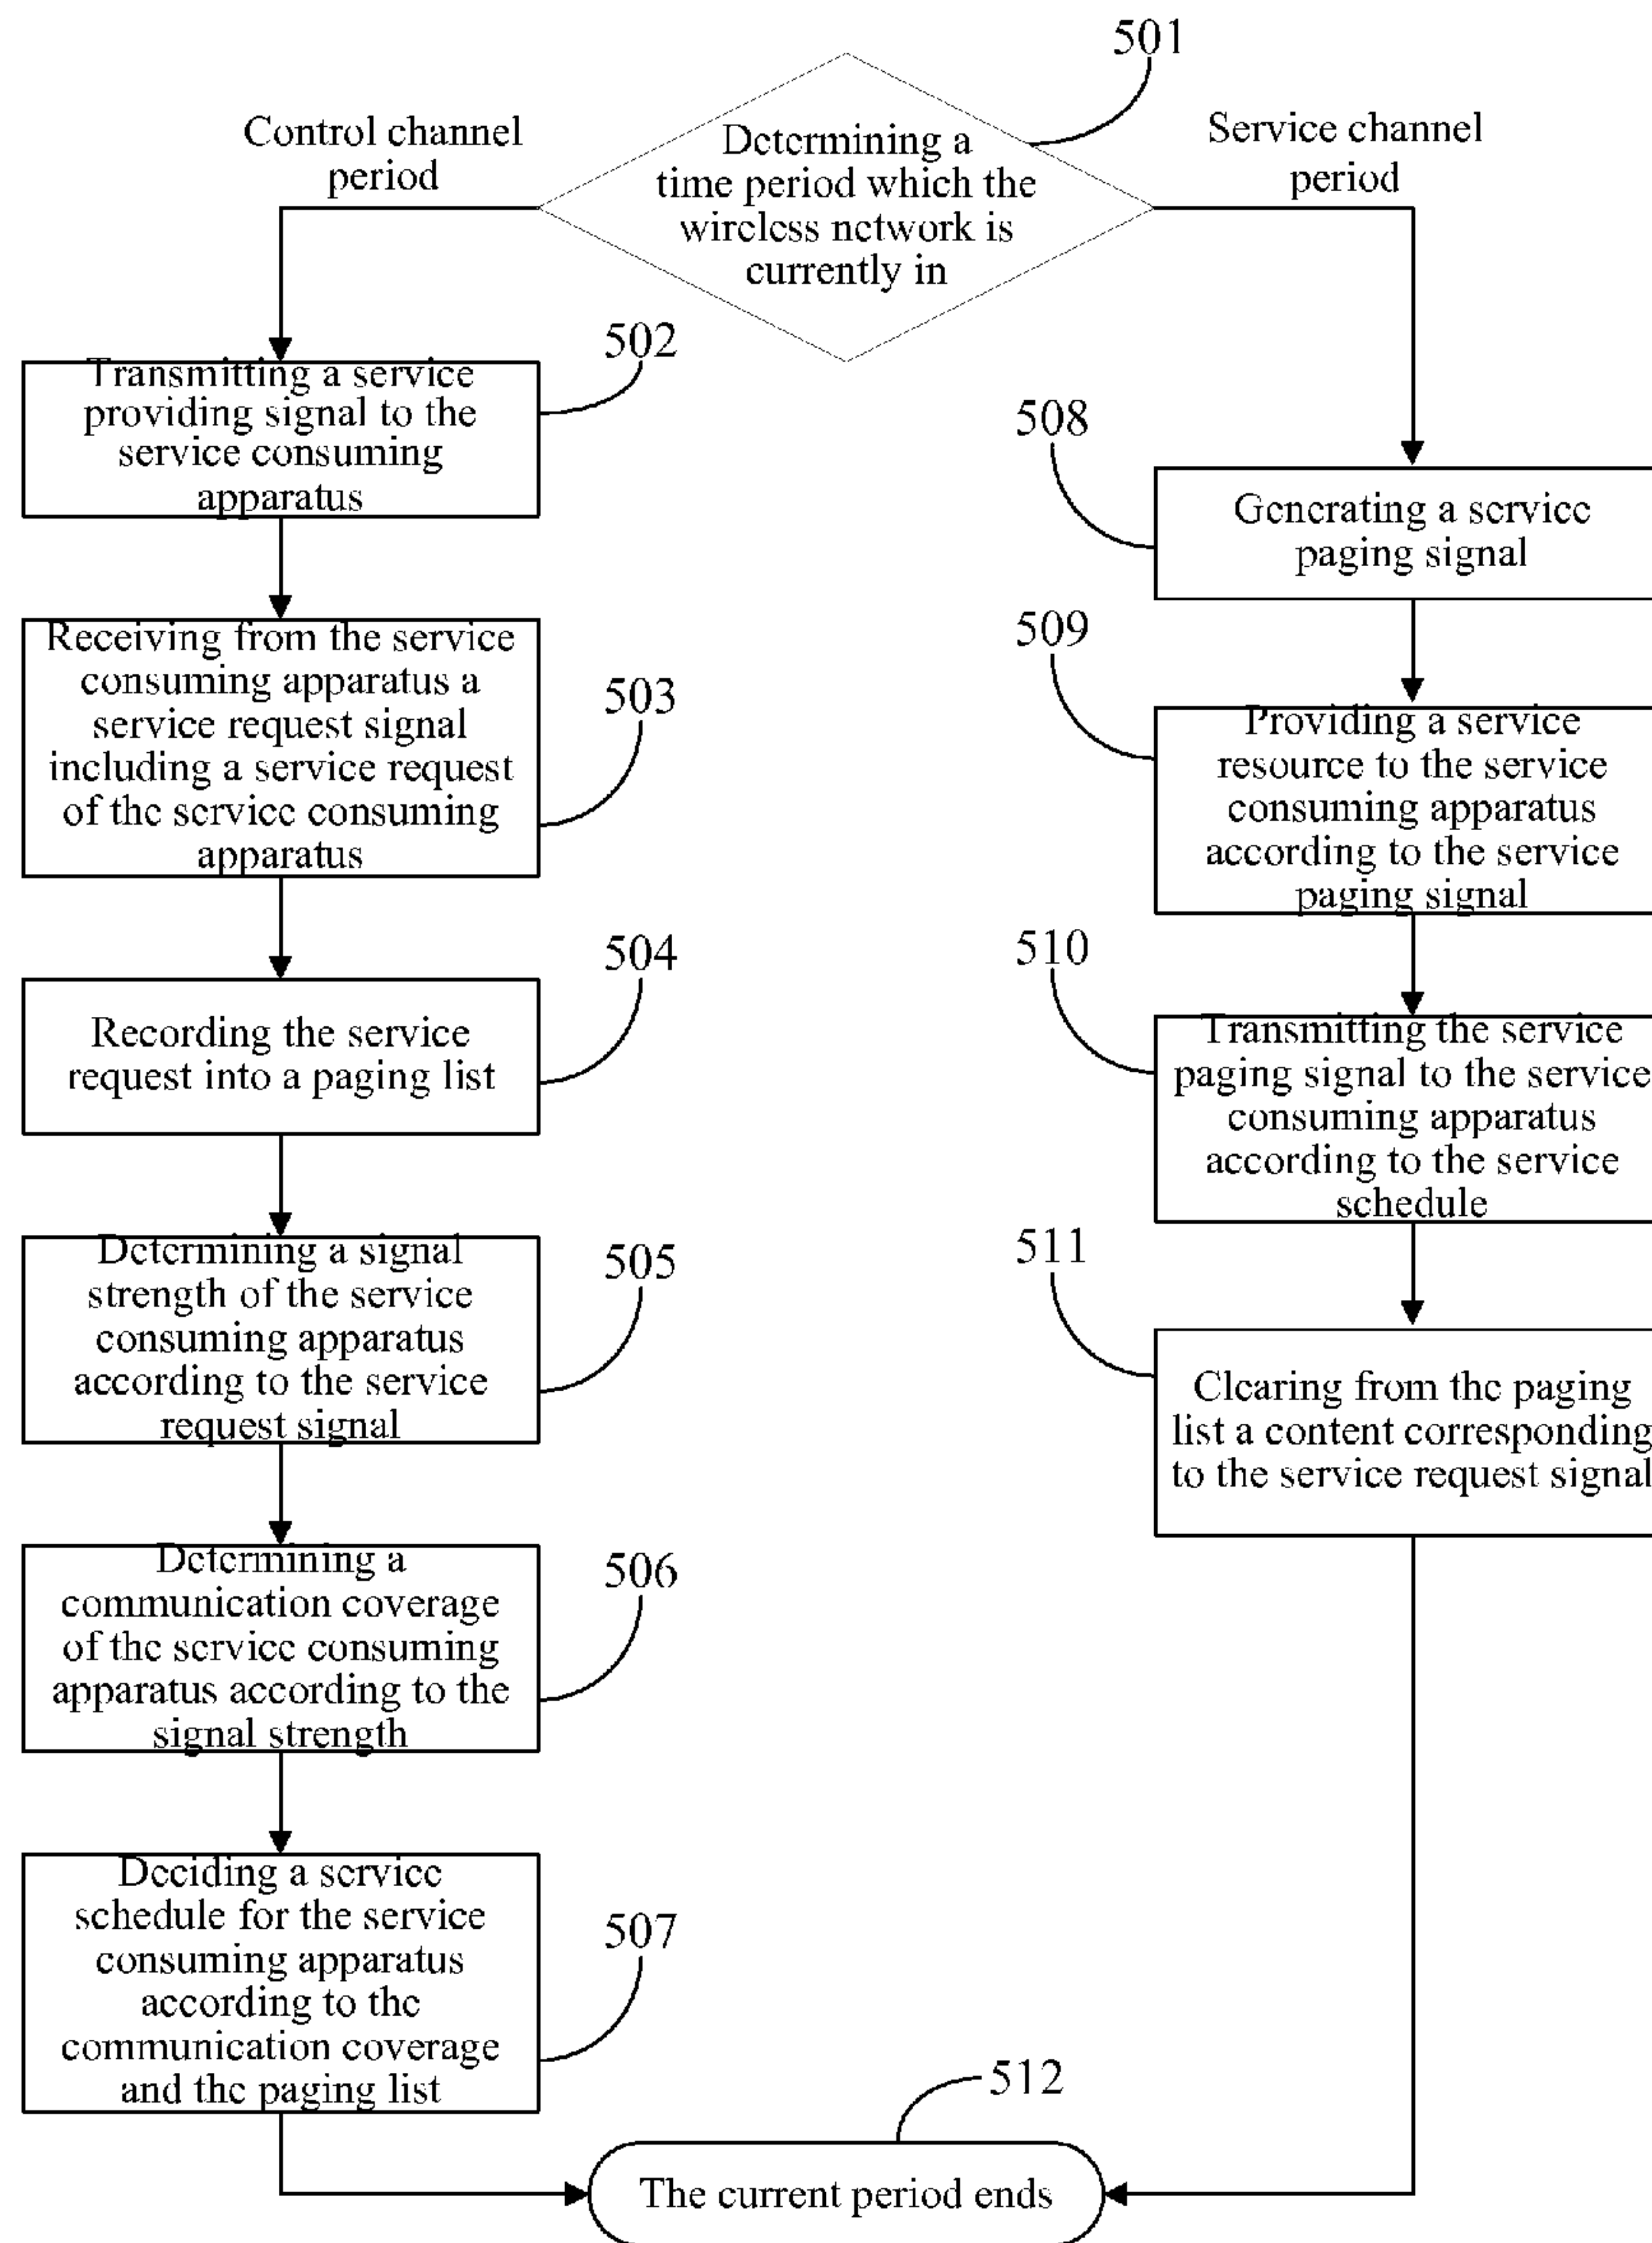 501
Control channel
period
Determining a
time period which the
wireless network is
currently in
Service channel
period
502
Transmitting a service
providing signal to the
service consuming
apparatus
503
Receiving from the service
consuming apparatus a
service request signal
including a service request
of the service consuming
apparatus
504
Recording the service
request into a paging list
505
Determining a signal
strength of the service
consuming apparatus
according to the service
request signal
506
Determining a
communication coverage
of the service consuming
apparatus according to the
signal strength
507
Deciding a service
schedule for the service
consuming apparatus
according to the
communication coverage
and the paging list
508
Generating a service
paging signal
509
Providing a service
resource to the service
consuming apparatus
according to the service
paging signal
510
Transmitting the service
paging signal to the service
consuming apparatus
according to the service
schedule
511
Clearing from the paging
list a content corresponding
to the service request signal
512
The current period ends